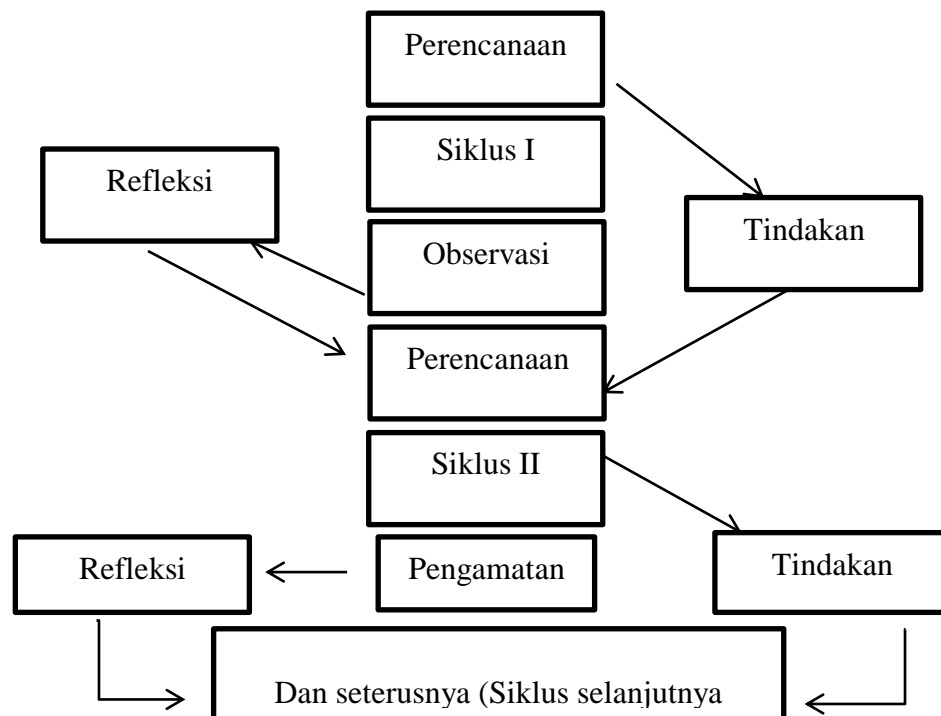 Perencanaan
Siklus I
Refleksi
Tindakan
Observasi
Perencanaan
Siklus II
Refleksi
Pengamatan
Tindakan
Dan seterusnya (Siklus selanjutnya